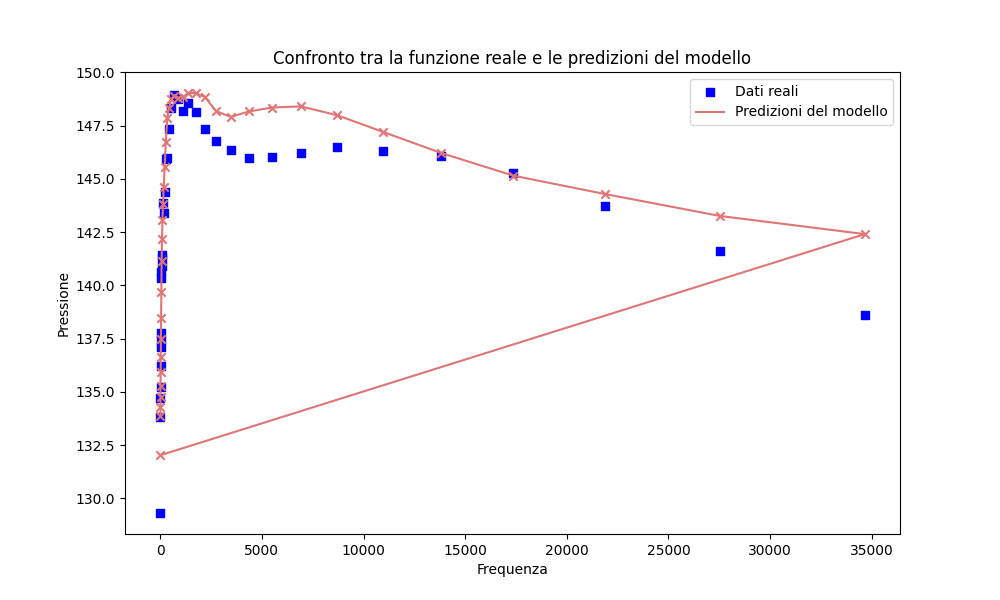 Confronto tra la funzione reale e le predizioni del modello
150.0
147.5
145.0
142.5
140.0
137.5
135.0
132.5
130.0
Pressione
Dati reali
Predizioni del modello
0 5000 10000 15000 20000 25000 30000 35000
Frequenza